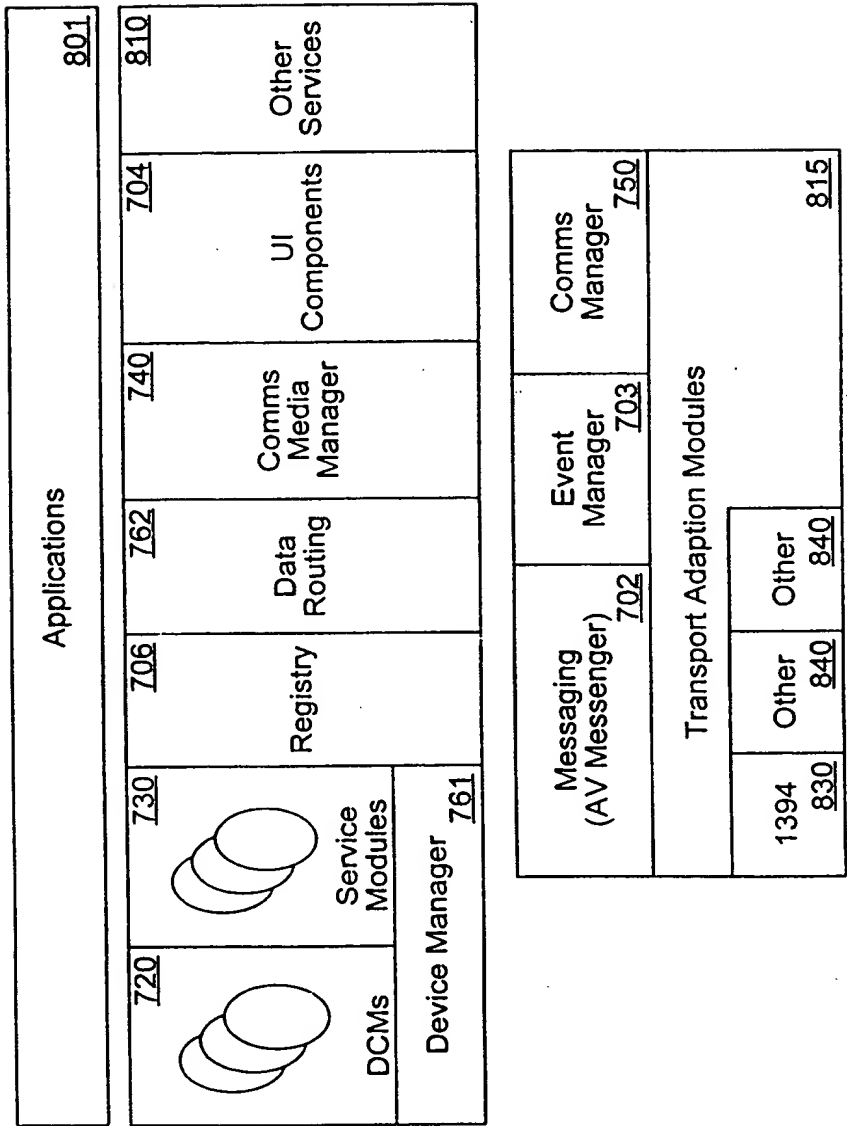 Applications
801
720
DCMs
730
Service
Modules
Device Manager
761
706
Registry
762
Data
Routing
740
Comms
Media
Manager
704
UI
Components
810
Other
Services
Messaging
(AV Messenger)
702
Event
Manager
703
Comms
Manager
750
Transport Adaption Modules
815
1394
830
Other
840
Other
840